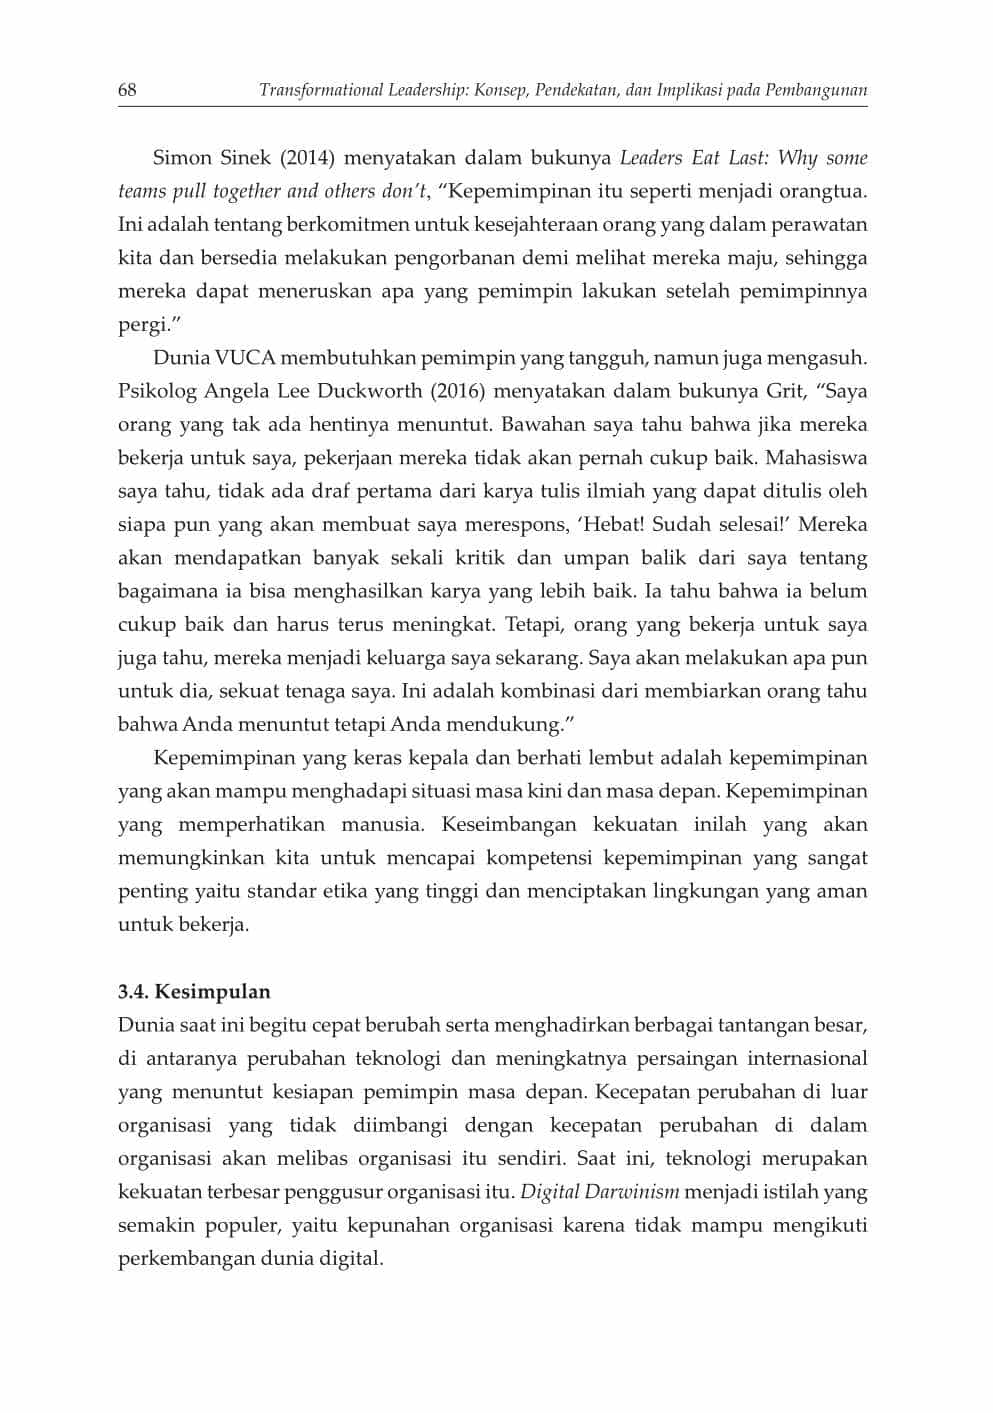 68 Transformational Leadership: Konsep, Pendekatan, dan Implikasi pada Pembangunan
Simon Sinek (2014) menyatakan dalam bukunya Leaders Eat Last: Why some
teams pull together and others don’t, “Kepemimpinan itu seperti menjadi orangtua.
Ini adalah tentang berkomitmen untuk kesejahteraan orang yang dalam perawatan
kita dan bersedia melakukan pengorbanan demi melihat mereka maju, sehingga
mereka dapat meneruskan apa yang pemimpin lakukan setelah pemimpinnya
pergi.”
Dunia VUCA membutuhkan pemimpin yang tangguh, namun juga mengasuh.
Psikolog Angela Lee Duckworth (2016) menyatakan dalam bukunya Grit, “Saya
orang yang tak ada hentinya menuntut. Bawahan saya tahu bahwa jika mereka
bekerja untuk saya, pekerjaan mereka tidak akan pernah cukup baik. Mahasiswa
saya tahu, tidak ada draf pertama dari karya tulis ilmiah yang dapat ditulis oleh
siapa pun yang akan membuat saya merespons, ‘Hebat! Sudah selesai!’ Mereka
akan mendapatkan banyak sekali kritik dan umpan balik dari saya tentang
bagaimana ia bisa menghasilkan karya yang lebih baik. Ia tahu bahwa ia belum
cukup baik dan harus terus meningkat. Tetapi, orang yang bekerja untuk saya
juga tahu, mereka menjadi keluarga saya sekarang. Saya akan melakukan apa pun
untuk dia, sekuat tenaga saya. Ini adalah kombinasi dari membiarkan orang tahu
bahwa Anda menuntut tetapi Anda mendukung.”
Kepemimpinan yang keras kepala dan berhati lembut adalah kepemimpinan
yang akan mampu menghadapi situasi masa kini dan masa depan. Kepemimpinan
yang memperhatikan manusia. Keseimbangan kekuatan inilah yang akan
memungkinkan kita untuk mencapai kompetensi kepemimpinan yang sangat
penting yaitu standar etika yang tinggi dan menciptakan lingkungan yang aman
untuk bekerja.
3.4. Kesimpulan
Dunia saat ini begitu cepat berubah serta menghadirkan berbagai tantangan besar,
di antaranya perubahan teknologi dan meningkatnya persaingan internasional
yang menuntut kesiapan pemimpin masa depan. Kecepatan perubahan di luar
organisasi yang tidak diimbangi dengan kecepatan perubahan di dalam
organisasi akan melibas organisasi itu sendiri. Saat ini, teknologi merupakan
kekuatan terbesar penggusur organisasi itu. Digital Darwinism menjadi istilah yang
semakin populer, yaitu kepunahan organisasi karena tidak mampu mengikuti
perkembangan dunia digital.